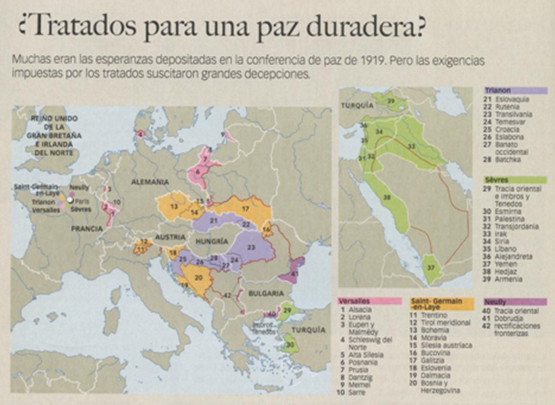 ¿Tratados para una paz duradera?
Muchas eran las esperanzas depositadas en la conferencia de paz de 1919. Pero las exigencias
impuestas por los tratados suscitaron grandes decepciones.
REINO UNIDO
DE LA
GRAN BRETAÑA
E IRLANDA
DEL NORTE
Saint-Germain-
en-Laye
Trianon
Versalles
Neuilly
París
Sèvres
ALEMANIA
FRANCIA
AUSTRIA
HUNGRÍA
BULGARIA
Imbros
Tenedos
TURQUÍA
TURQUÍA
Trianon
21 Eslovaquia
22 Rutenia
23 Transilvania
24 Temesvar
25 Croacia
26 Eslabona
27 Banato
occidental
28 Batchka
Sèvres
29 Tracia oriental
e Imbros y
Tenedos
30 Esmirna
31 Palestina
32 Transjordania
33 Irak
34 Siria
35 Líbano
36 Alejandreta
37 Yemen
38 Hedjaz
39 Armenia
Versalles
1 Alsacia
2 Lorena
3 Eupen y
Malmédy
4 Schleswig del
Norte
5 Alta Silesia
6 Posnania
7 Prusia
8 Dantzig
9 Memel
10 Sarre
Saint-Germain
-en-Laye
11 Trentino
12 Tirol meridional
13 Bohemia
14 Moravia
15 Silesia austríaca
16 Bucovina
17 Galitzia
18 Eslovenia
19 Dalmacia
20 Bosnia y
Herzegovina
Neuilly
40 Tracia oriental
41 Dobrudja
42 rectificaciones
fronterizas